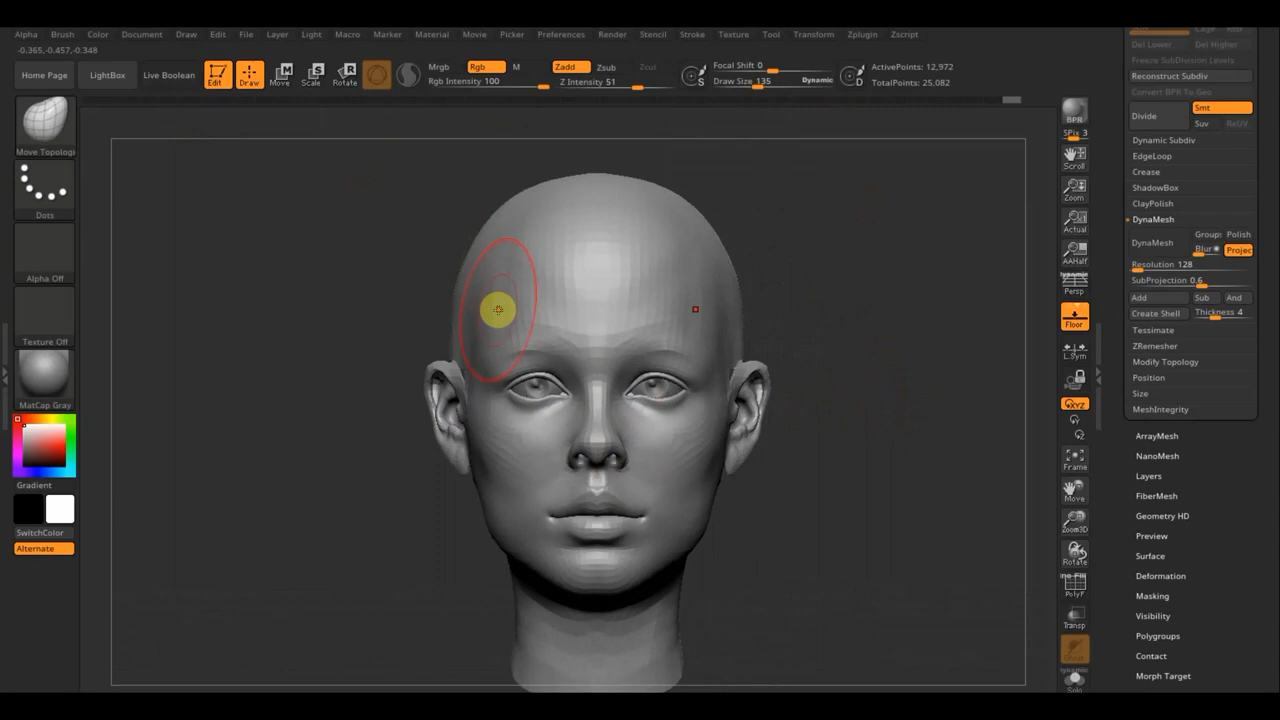 Alpha Brush Color Document Draw Edit File Layer Light Macro Marker Material Movie Picker Preferences Render Stencil Stroke Texture Tool Transform Zplugin Zscript
-0.365,-0.457,-0.348
Home Page LightBox Live Boolean Edit Draw Move Scale Rotate
Mrgb Rgb M
Rgb Intensity 100
Zadd Zsub Zcut
Z Intensity 51
S
Focal Shift 0
Draw Size 135 Dynamic
D
ActivePoints: 12,972
TotalPoints: 25,082
Move Topologi
Dots
Alpha Off
Texture Off
MatCap Gray
Gradient
SwitchColor
Alternate
BPR
SPix 3
Scroll
Zoom
Actual
AAHalf
Dynamic
Persp
Floor
L.Sym
XYZ
Y
Z
Frame
Move
Zoom3D
Rotate
PolyF
Transp
Ghost
Dynamic
Solo
Del Lower Del Higher
Freeze SubDivision Levels
Reconstruct Subdiv
Convert BPR To Geo
Divide Smt
Suv ReUV
Dynamic Subdiv
EdgeLoop
Crease
ShadowBox
ClayPolish
DynaMesh
DynaMesh Groups Polish
Blur Projec
Resolution 128
SubProjection 0.6
Add Sub And
Create Shell Thickness 4
Tessimate
ZRemesher
Modify Topology
Position
Size
MeshIntegrity
ArrayMesh
NanoMesh
Layers
FiberMesh
Geometry HD
Preview
Surface
Deformation
Masking
Visibility
Polygroups
Contact
Morph Target